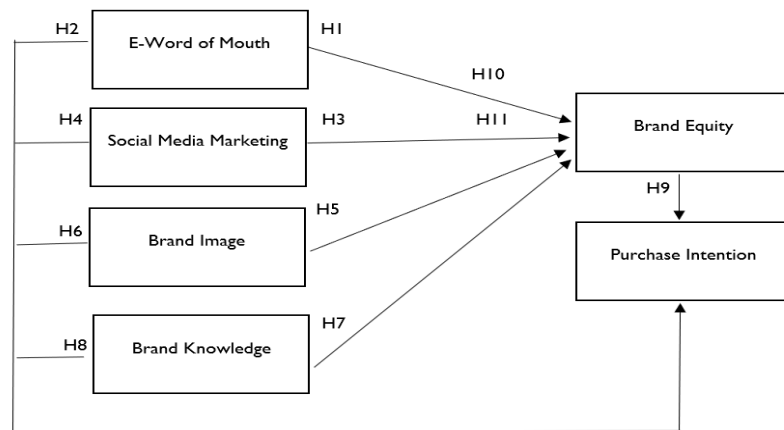 H2
E-Word of Mouth
H1
H10
H4
Social Media Marketing
H3
H11
Brand Equity
H9
H6
Brand Image
H5
Purchase Intention
H8
Brand Knowledge
H7